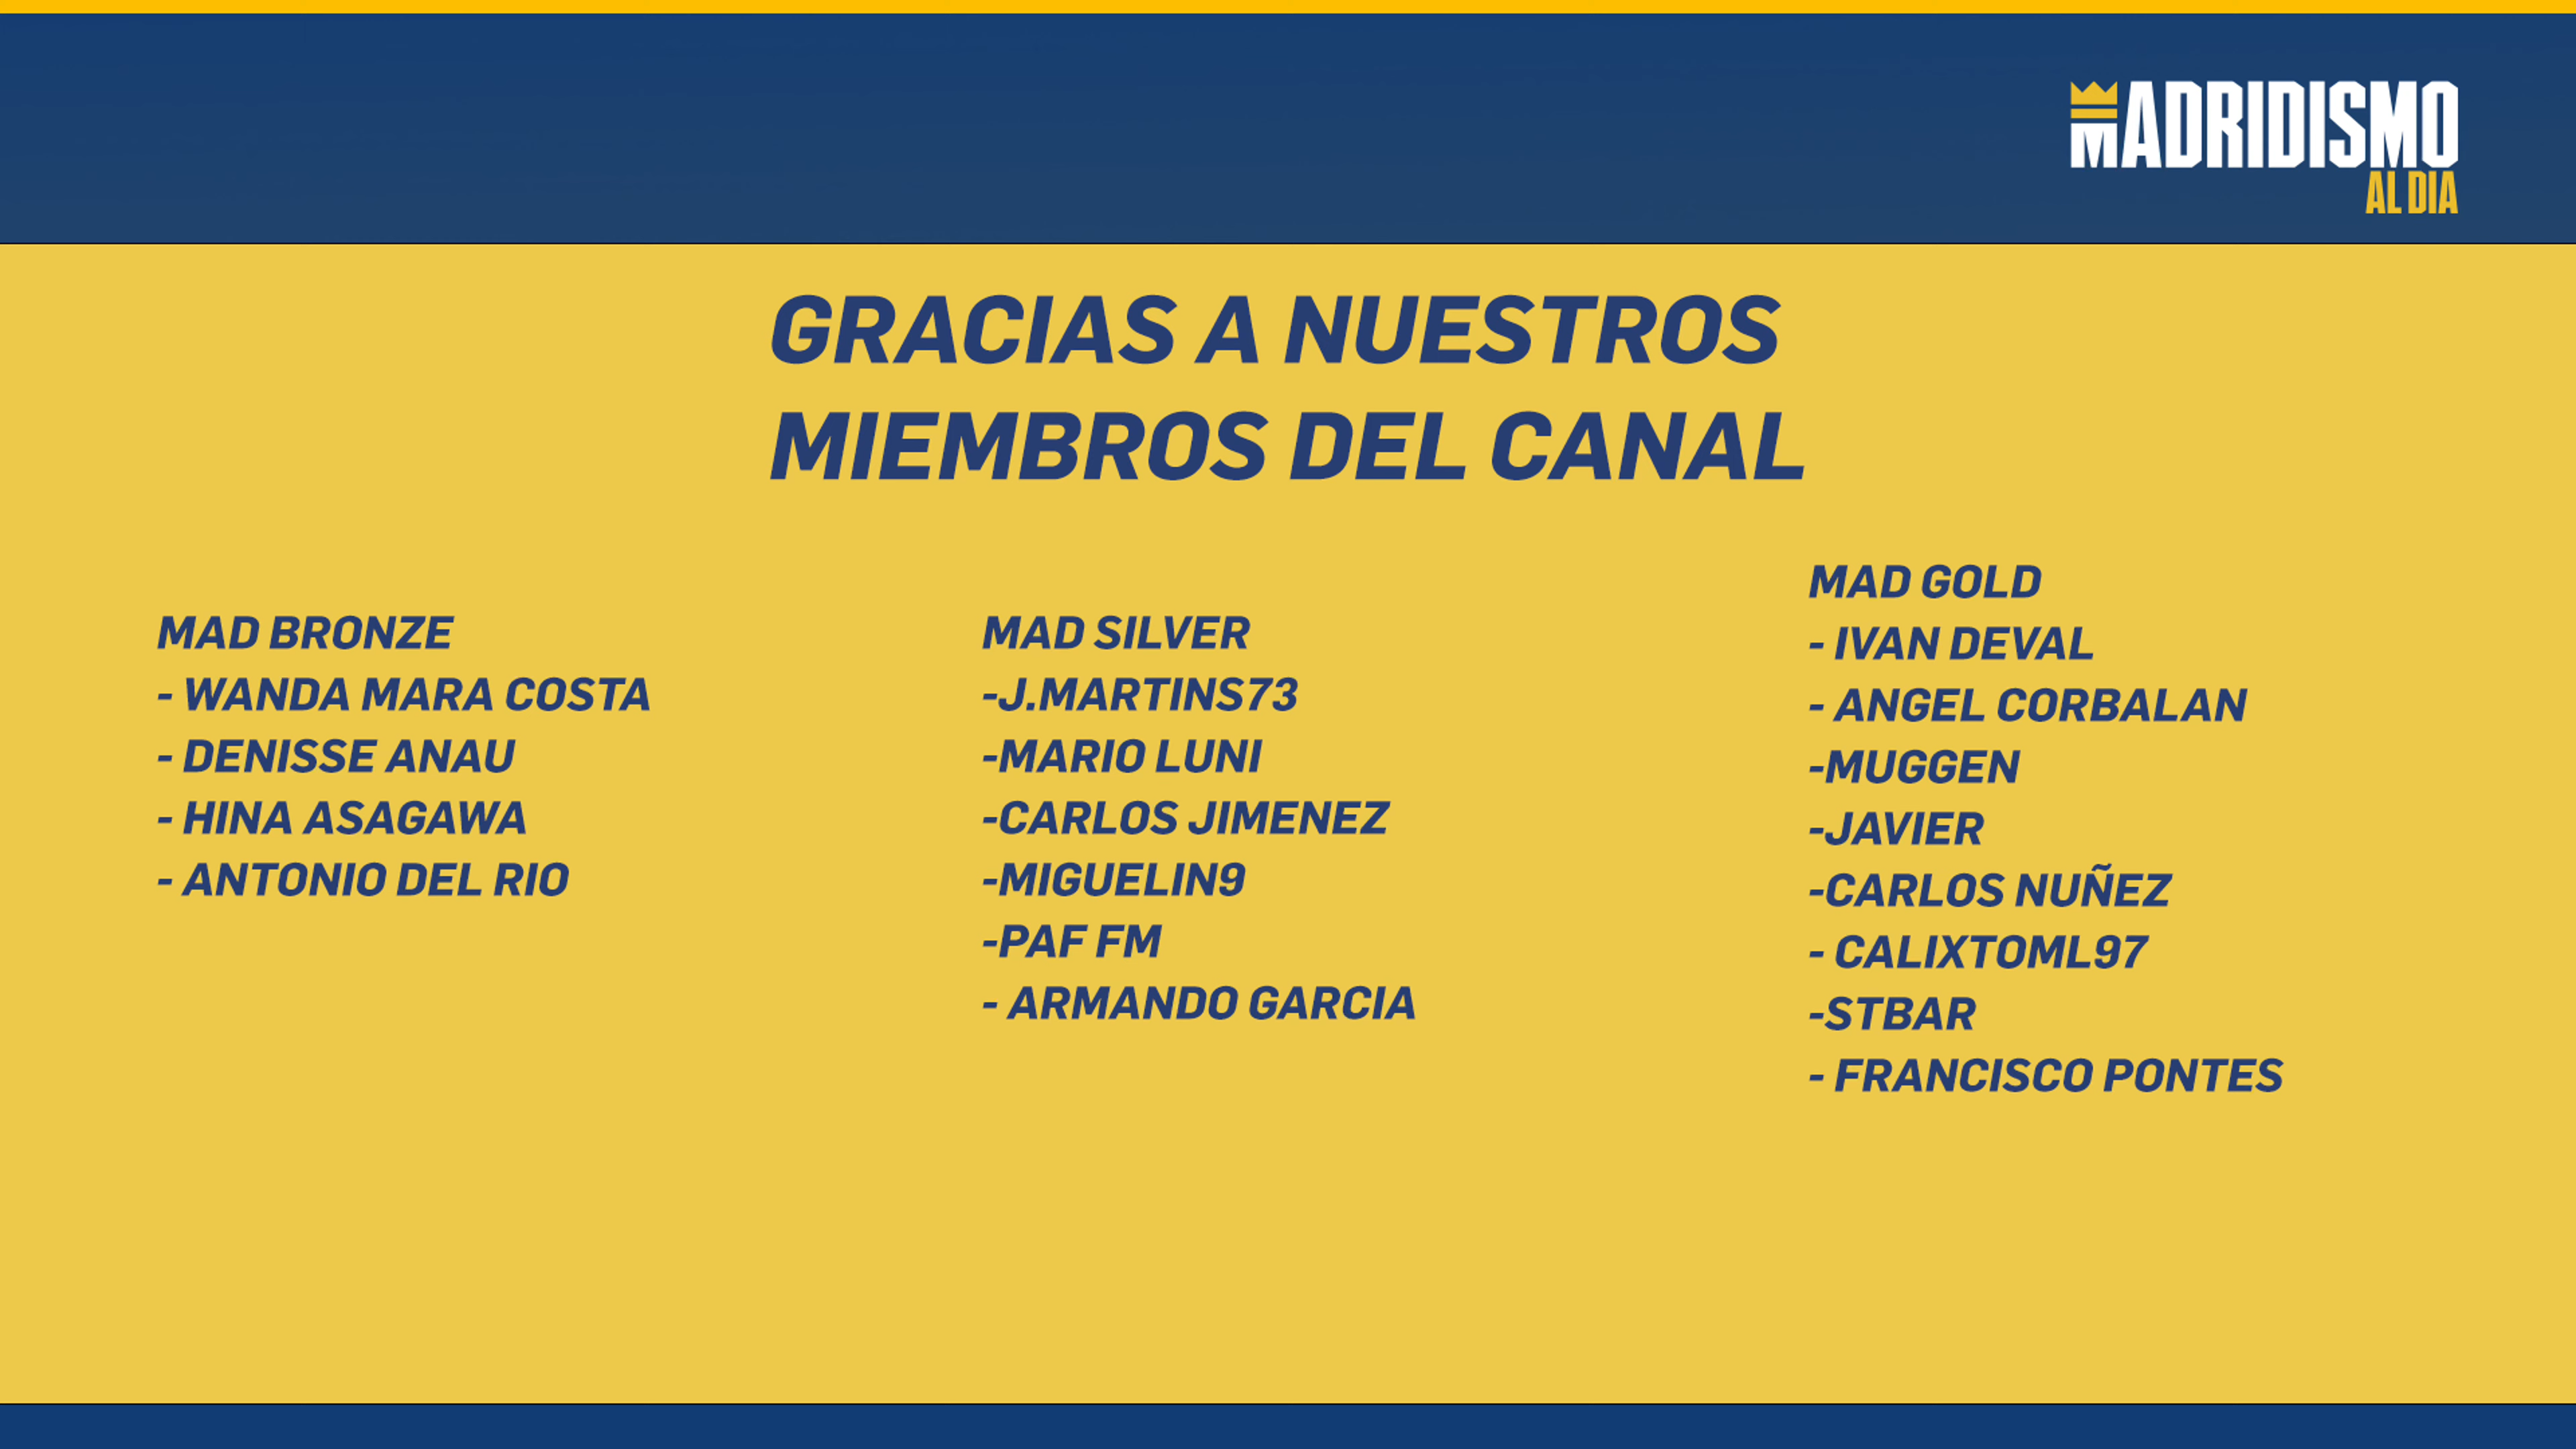 MADRIDISMO
AL DIA
GRACIAS A NUESTROS
MIEMBROS DEL CANAL
MAD BRONZE
- WANDA MARA COSTA
- DENISSE ANAU
- HINA ASAGAWA
- ANTONIO DEL RIO
MAD SILVER
-J.MARTINS73
-MARIO LUNI
-CARLOS JIMENEZ
-MIGUELIN9
-PAF FM
- ARMANDO GARCIA
MAD GOLD
- IVAN DEVAL
- ANGEL CORBALAN
-MUGGEN
-JAVIER
-CARLOS NUÑEZ
- CALIXTOML97
-STBAR
- FRANCISCO PONTES